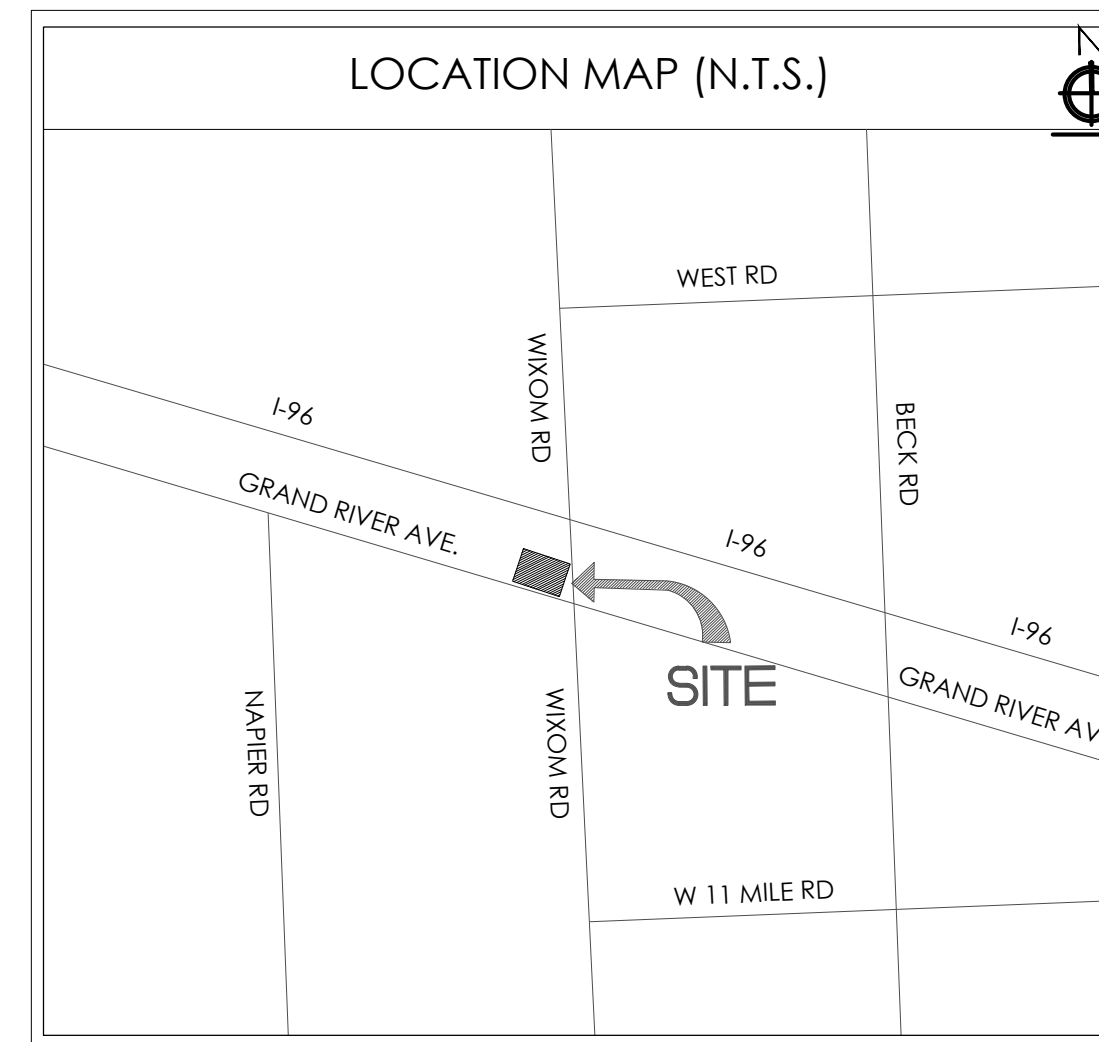 LOCATION MAP (N.T.S.)
N
WEST RD
WIXOM RD
BECK RD
I-96
GRAND RIVER AVE.
I-96
I-96
SITE
GRAND RIVER AV
NAPIER RD
WIXOM RD
W 11 MILE RD